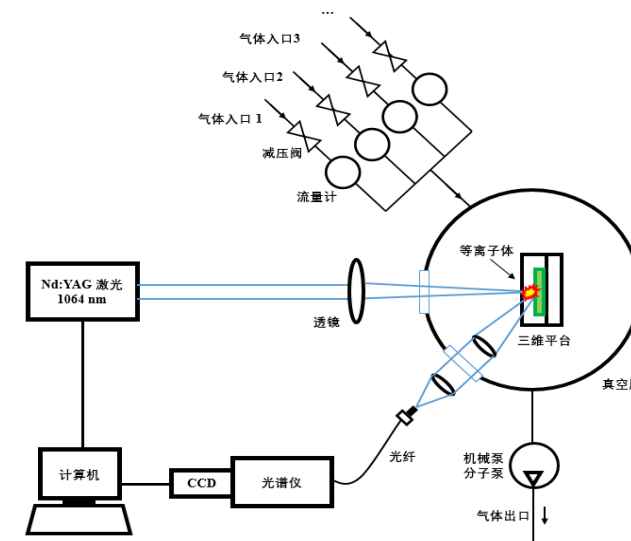 ...
气体入口3
气体入口2
气体入口 1
减压阀
流量计
等离子体
Nd:YAG 激光
1064 nm
透镜
三维平台
真空
光纤
机械泵
分子泵
计算机
CCD
光谱仪
气体出口